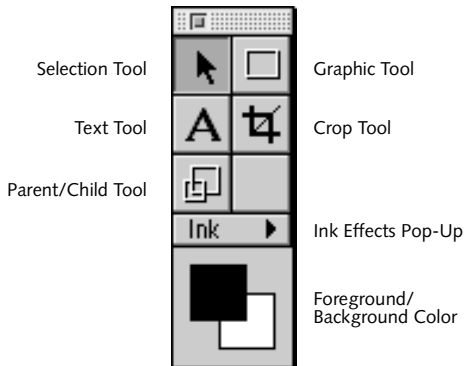 Selection Tool
Graphic Tool
Text Tool
A
Crop Tool
Parent/Child Tool
Ink
Ink Effects Pop-Up
Foreground/
Background Color